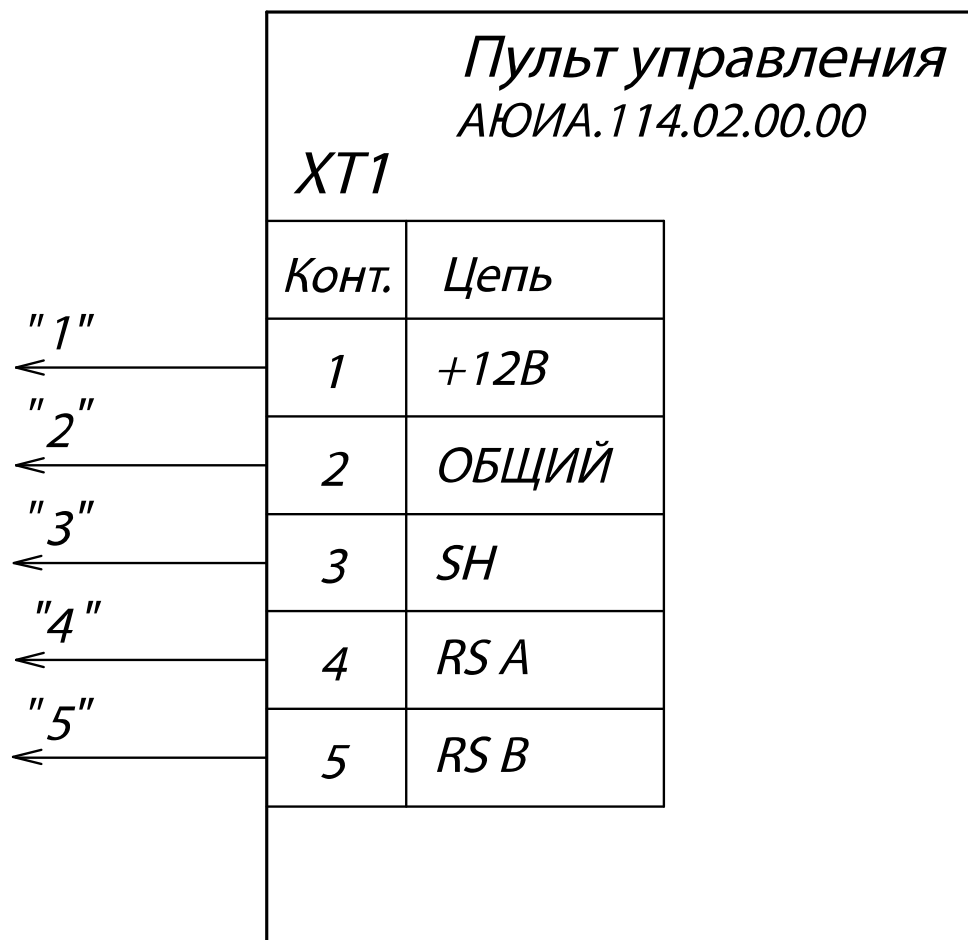 Пульт управления
АЮИА.114.02.00.00
XT1
Конт. Цепь
"1" 1 +12В
"2" 2 ОБЩИЙ
"3" 3 SH
"4" 4 RS A
"5" 5 RS B